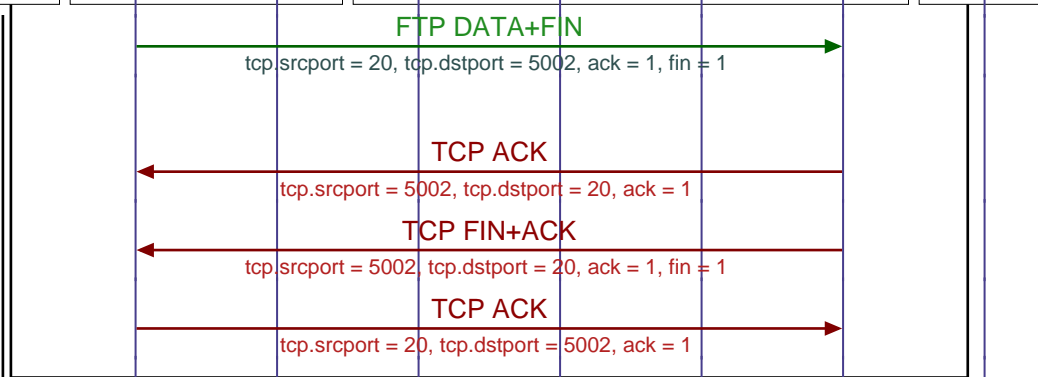 FTP DATA+FIN
tcp.srcport = 20, tcp.dstport = 5002, ack = 1, fin = 1
TCP ACK
tcp.srcport = 5002, tcp.dstport = 20, ack = 1
TCP FIN+ACK
tcp.srcport = 5002, tcp.dstport = 20, ack = 1, fin = 1
TCP ACK
tcp.srcport = 20, tcp.dstport = 5002, ack = 1